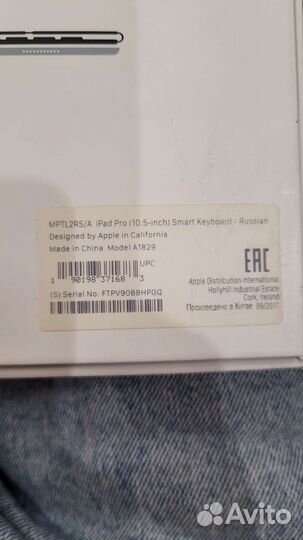 MPTL2RS/A iPad Pro (10.5-inch) Smart Keyboard - Russian
Designed by Apple in California
Made in China Model A1829
UPC
1 90198 37168 3
(S) Serial No. FTPV90B8HPGQ
EAC
Apple Distribution International
Hollyhill Industrial Estate
Cork, Ireland
Произведено в Китае 09/2017
Avito